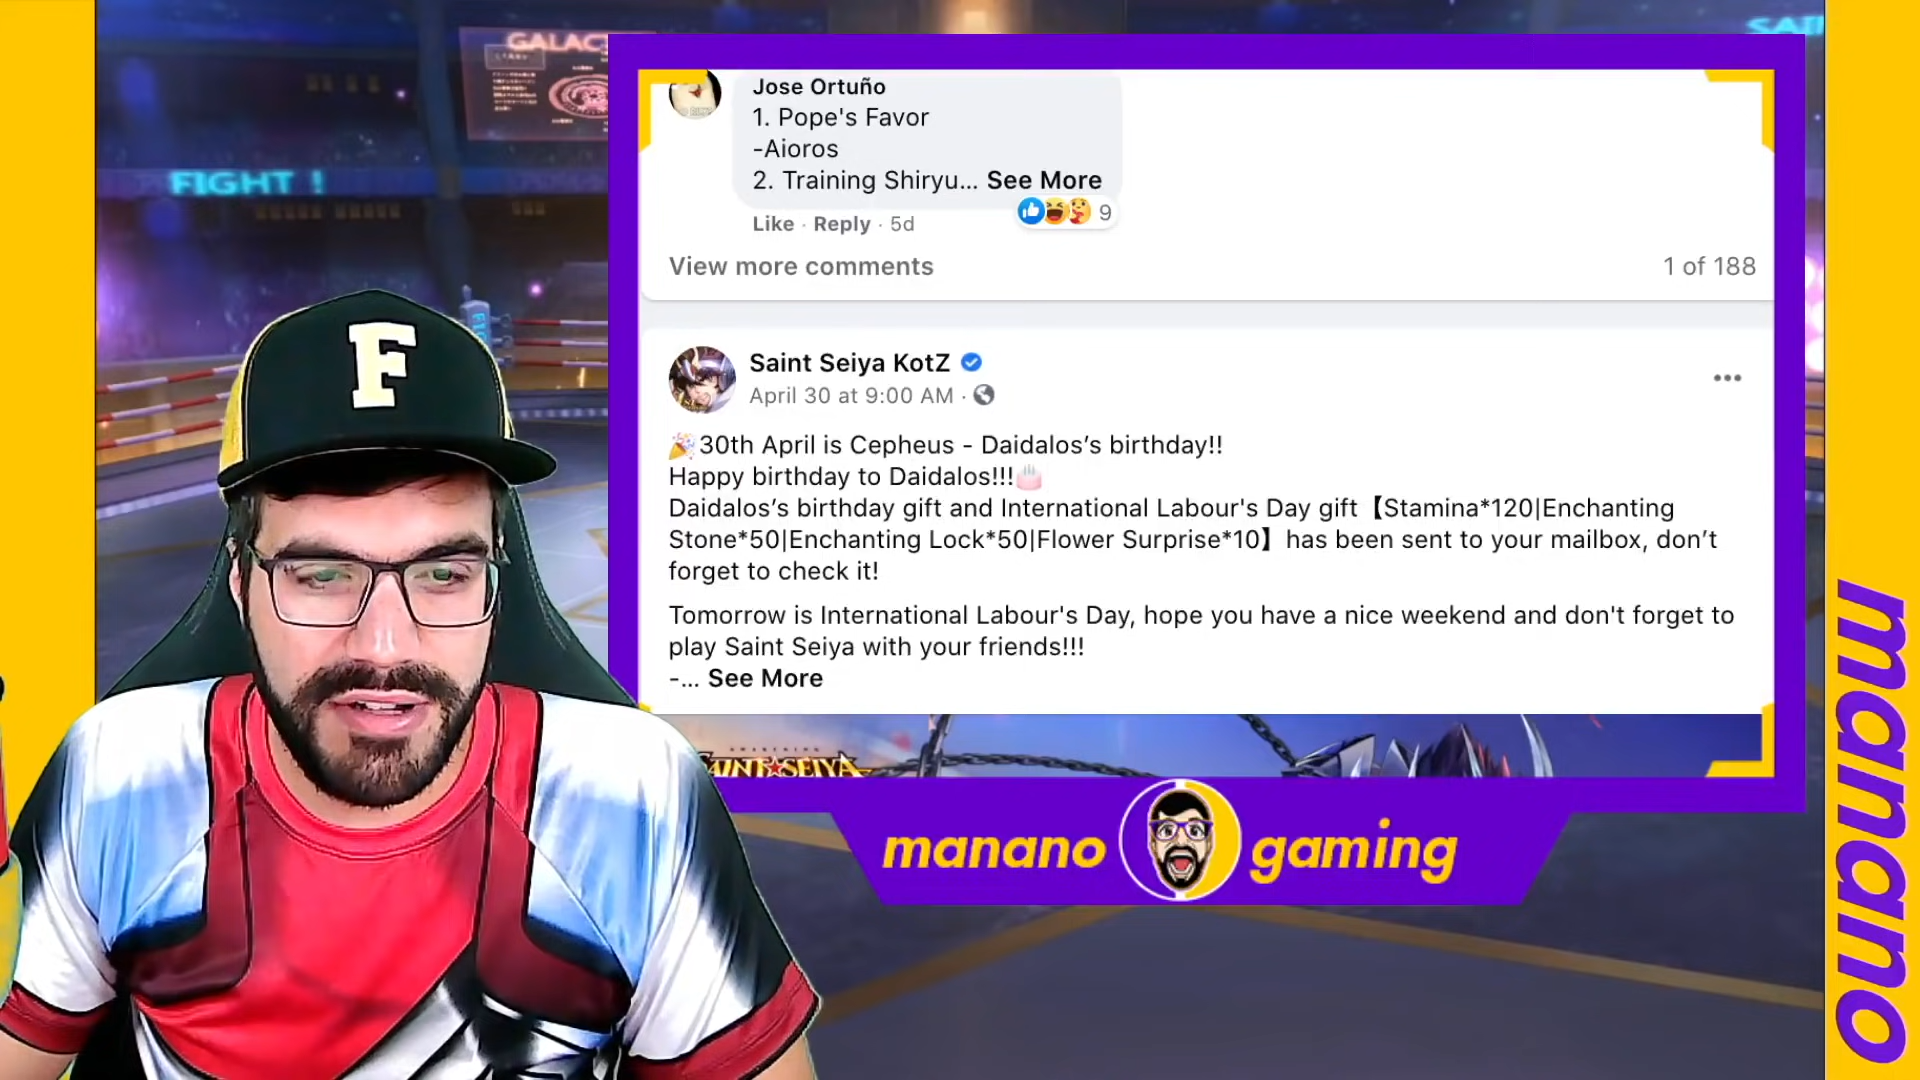 GALAC
SAI
FIGHT !
F
Jose Ortuño
1. Pope's Favor
-Aioros
2. Training Shiryu... See More
Like · Reply · 5d
9
View more comments
1 of 188
Saint Seiya KotZ
April 30 at 9:00 AM ·
🎉30th April is Cepheus - Daidalos’s birthday!!
Happy birthday to Daidalos!!!🎂
Daidalos’s birthday gift and International Labour's Day gift【Stamina*120|Enchanting
Stone*50|Enchanting Lock*50|Flower Surprise*10】has been sent to your mailbox, don’t
forget to check it!
Tomorrow is International Labour's Day, hope you have a nice weekend and don't forget to
play Saint Seiya with your friends!!!
-... See More
AWAKENING
SAINT SEIYA
manano gaming
manano